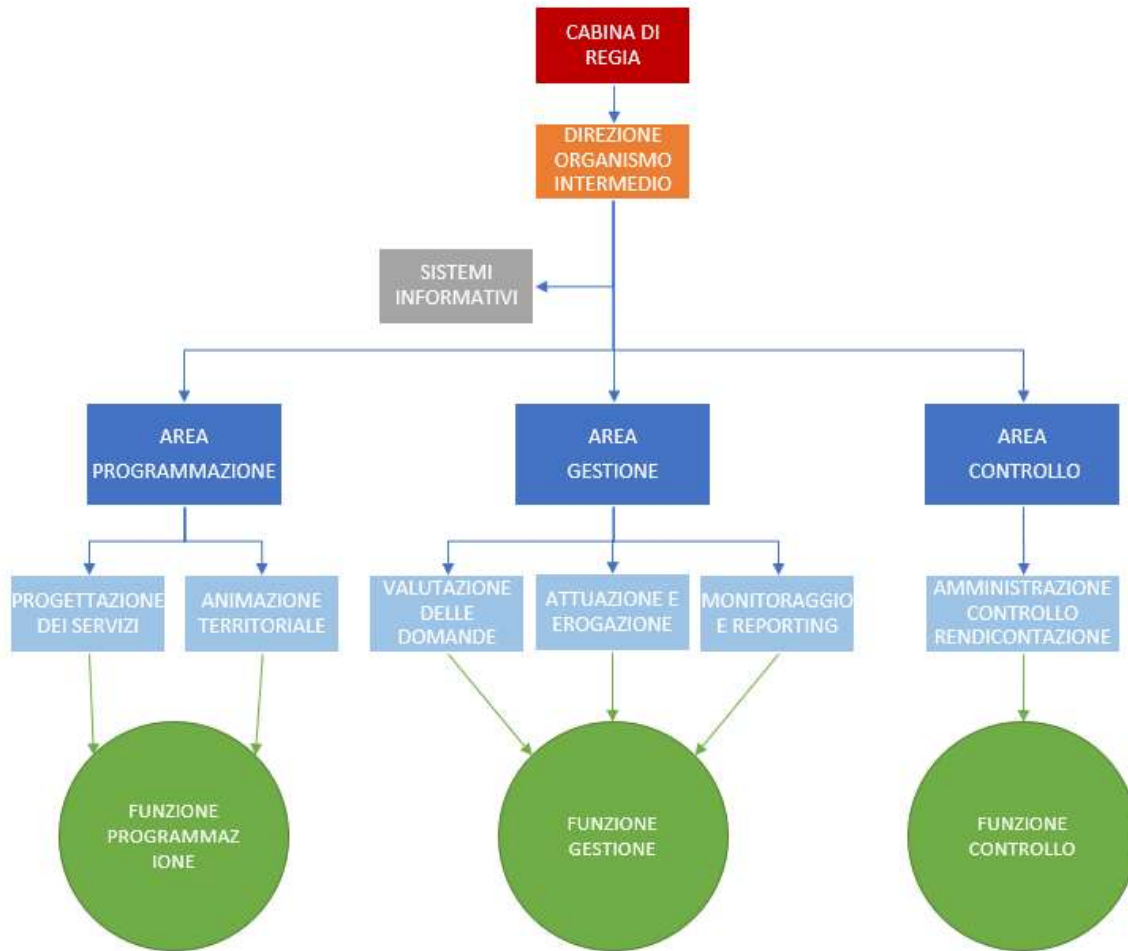 CABINA DI
REGIA
DIREZIONE
ORGANISMO
INTERMEDIO
SISTEMI
INFORMATIVI
AREA
PROGRAMMAZIONE
AREA
GESTIONE
AREA
CONTROLLO
PROGETTAZIONE
DEI SERVIZI
ANIMAZIONE
TERRITORIALE
VALUTAZIONE
DELLE
DOMANDE
ATTUAZIONE E
EROGAZIONE
MONITORAGGIO
E REPORTING
AMMINISTRAZIONE
CONTROLLO
RENDICONTAZIONE
FUNZIONE
PROGRAMMAZ
IONE
FUNZIONE
GESTIONE
FUNZIONE
CONTROLLO